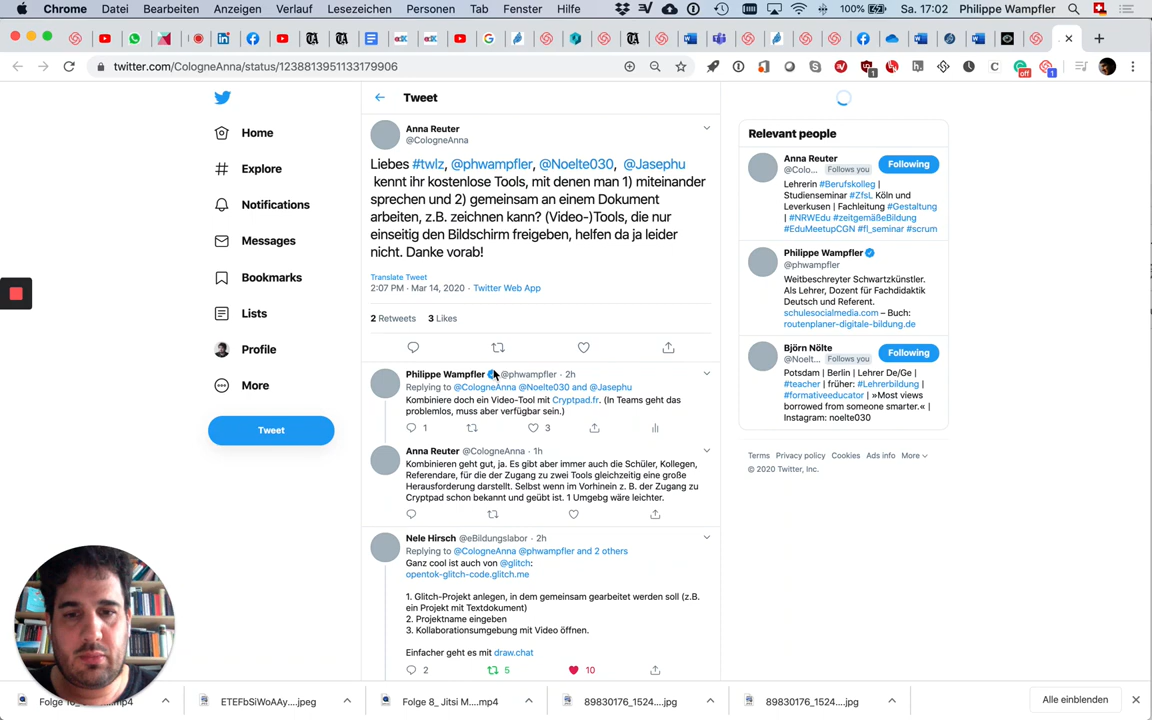 Chrome Datei Bearbeiten Anzeigen Verlauf Lesezeichen Personen Tab Fenster Hilfe 100% Sa. 17:02 Philippe Wampfler
twitter.com/CologneAnna/status/1238813951133179906
Home
Explore
Notifications
Messages
Bookmarks
Lists
Profile
More
Tweet
Tweet
Anna Reuter
@CologneAnna
Liebes #twlz, @phwampfler, @Noelte030, @Jasephu
kennt ihr kostenlose Tools, mit denen man 1) miteinander
sprechen und 2) gemeinsam an einem Dokument
arbeiten, z.B. zeichnen kann? (Video-)Tools, die nur
einseitig den Bildschirm freigeben, helfen da ja leider
nicht. Danke vorab!
Translate Tweet
2:07 PM · Mar 14, 2020 · Twitter Web App
2 Retweets 3 Likes
Philippe Wampfler @phwampfler · 2h
Replying to @CologneAnna @Noelte030 and @Jasephu
Kombiniere doch ein Video-Tool mit Cryptpad.fr. (In Teams geht das
problemlos, muss aber verfügbar sein.)
1 3
Anna Reuter @CologneAnna · 1h
Kombinieren geht gut, ja. Es gibt aber immer auch die Schüler, Kollegen,
Referendare, für die der Zugang zu zwei Tools gleichzeitig eine große
Herausforderung darstellt. Selbst wenn im Vorhinein z. B. der Zugang zu
Cryptpad schon bekannt und geübt ist. 1 Umgebg wäre leichter.
Nele Hirsch @eBildungslabor · 2h
Replying to @CologneAnna @phwampfler and 2 others
Ganz cool ist auch von @glitch:
opentok-glitch-code.glitch.me
1. Glitch-Projekt anlegen, in dem gemeinsam gearbeitet werden soll (z.B.
ein Projekt mit Textdokument)
2. Projektname eingeben
3. Kollaborationsumgebung mit Video öffnen.
Einfacher geht es mit draw.chat
2 5 10
Relevant people
Anna Reuter
@Colo... Follows you
Following
Lehrerin #Berufskolleg |
Studienseminar #ZfsL Köln und
Leverkusen | Fachleitung #Gestaltung
| #NRWEdu #zeitgemäßeBildung
#EduMeetupCGN #fl_seminar #scrum
Philippe Wampfler
@phwampfler
Weitbeschreyter Schwartzkünstler.
Als Lehrer, Dozent für Fachdidaktik
Deutsch und Referent.
schulesocialmedia.com – Buch:
routenplaner-digitale-bildung.de
Björn Nölte
@Noelt... Follows you
Following
Potsdam | Berlin | Lehrer De/Ge |
#teacher | früher: #Lehrerbildung |
#formativeeducator | »Most views
borrowed from someone smarter.« |
Instagram: noelte030
Terms Privacy policy Cookies Ads info More
© 2020 Twitter, Inc.
ETEFbSiWoAAy....jpeg
Folge 8_ Jitsi M....mp4
89830176_1524....jpg
89830176_1524....jpg
Alle einblenden